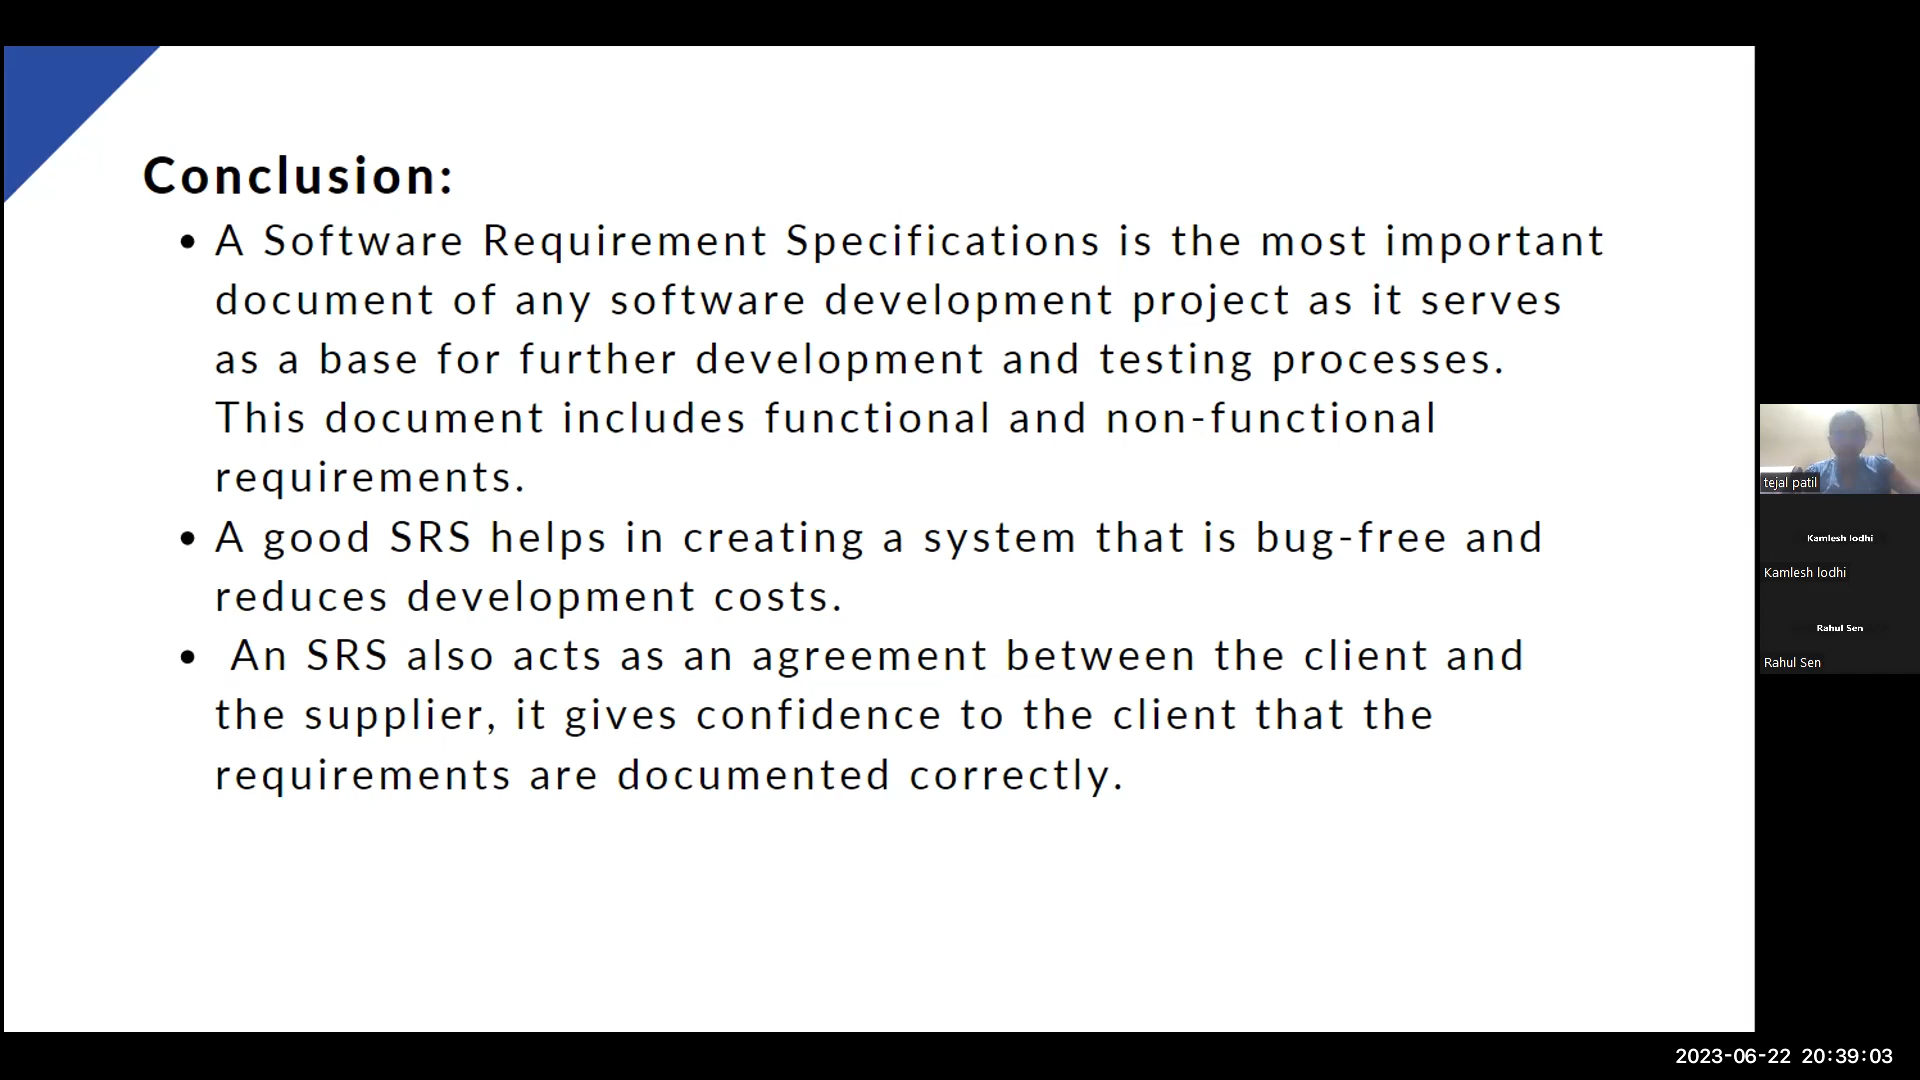 Conclusion:
• A Software Requirement Specifications is the most important
document of any software development project as it serves
as a base for further development and testing processes.
This document includes functional and non-functional
requirements.
• A good SRS helps in creating a system that is bug-free and
reduces development costs.
• An SRS also acts as an agreement between the client and
the supplier, it gives confidence to the client that the
requirements are documented correctly.
tejal patil
Kamlesh lodhi
Kamlesh lodhi
Rahul Sen
Rahul Sen
2023-06-22 20:39:03